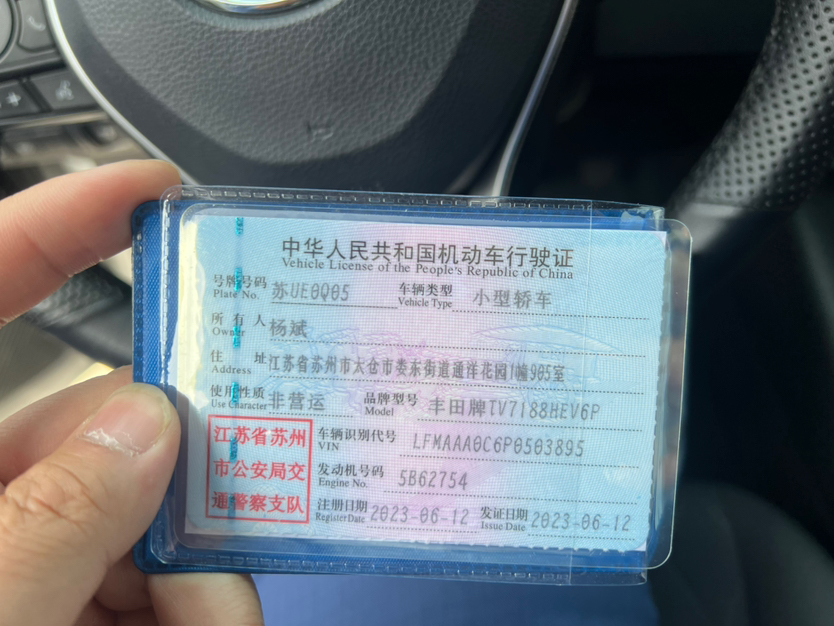 中华人民共和国机动车行驶证
Vehicle License of the People's Republic of China
号牌号码 Plate No. 苏UE0Q05 车辆类型 Vehicle Type 小型轿车
所有人 Owner 杨斌
住址 Address 江苏省苏州市太仓市娄东街道通洋花园1幢905室
使用性质 Use Character 非营运 品牌型号 Model 丰田牌TV7188HEV6P
江苏省苏州
市公安局交
通警察支队
车辆识别代号 VIN LFMAAA0C6P0503895
发动机号码 Engine No. 5B62754
注册日期 Register Date 2023-06-12 发证日期 Issue Date 2023-06-12